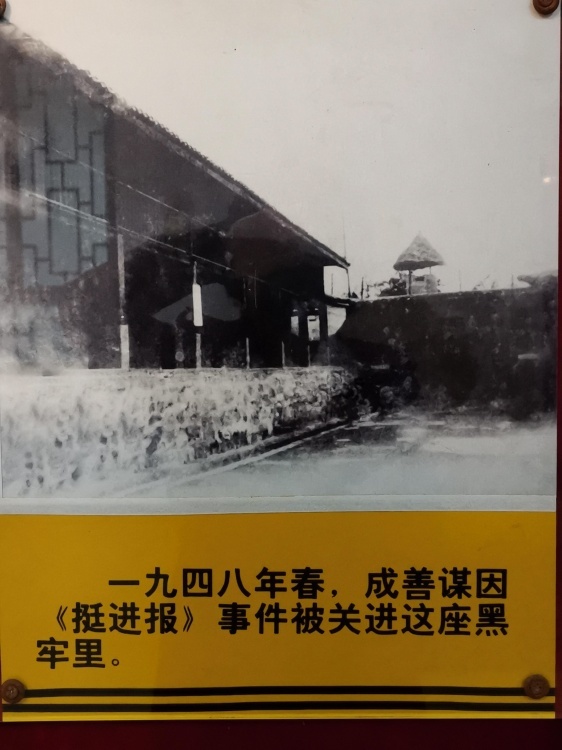 一九四八年春，成善谋因
《挺进报》事件被关进这座黑
牢里。